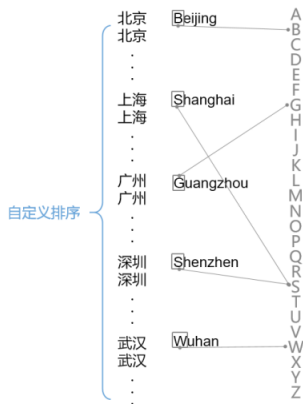 北京 Beijing
北京
.
.
.
上海 Shanghai
上海
.
.
.
广州 Guangzhou
广州
.
.
.
自定义排序
深圳 Shenzhen
深圳
.
.
.
武汉 Wuhan
武汉
.
.
.
A
B
C
D
E
F
G
H
I
J
K
L
M
N
O
P
Q
R
S
T
U
V
W
X
Y
Z